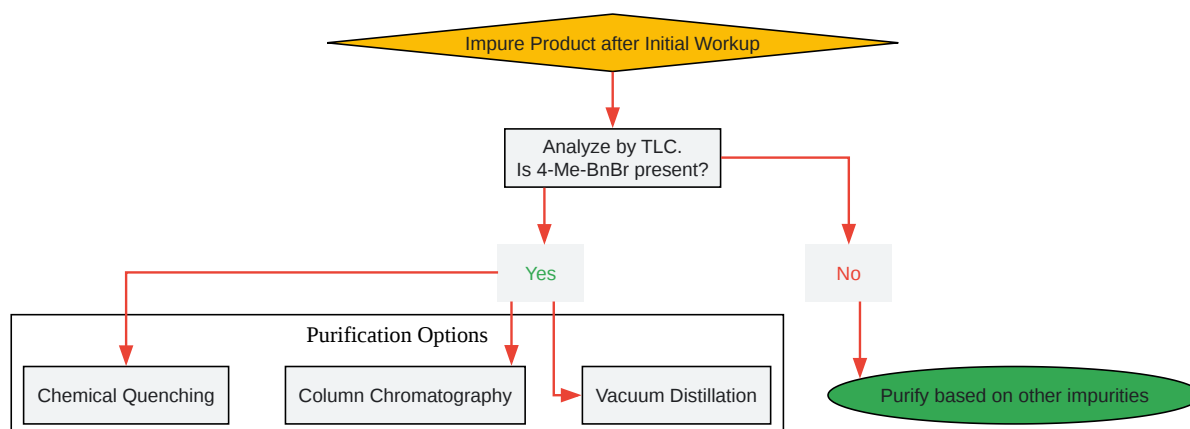 Impure Product after Initial Workup
Analyze by TLC.
Is 4-Me-BnBr present?
Yes
No
Purification Options
Chemical Quenching
Column Chromatography
Vacuum Distillation
Purify based on other impurities